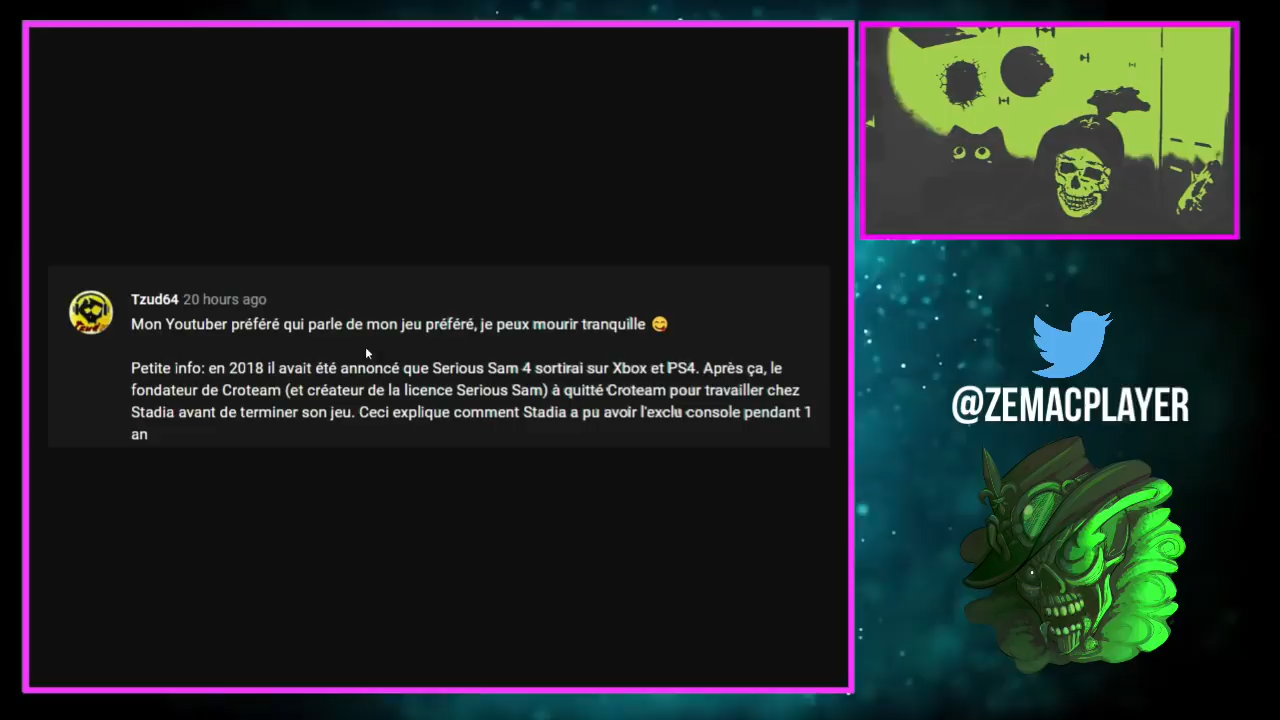 Tzud64 20 hours ago
Mon Youtuber préféré qui parle de mon jeu préféré, je peux mourir tranquille 😋
Petite info: en 2018 il avait été annoncé que Serious Sam 4 sortirai sur Xbox et PS4. Après ça, le
fondateur de Croteam (et créateur de la licence Serious Sam) à quitté Croteam pour travailler chez
Stadia avant de terminer son jeu. Ceci explique comment Stadia a pu avoir l'exclu console pendant 1
an
@ZEMACPLAYER